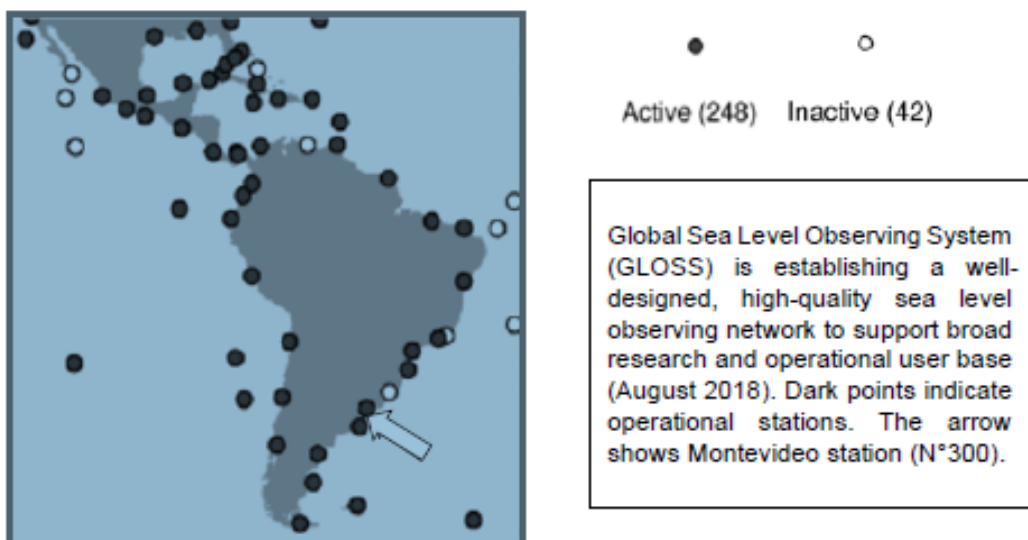 Active (248) Inactive (42)
Global Sea Level Observing System
(GLOSS) is establishing a well-
designed, high-quality sea level
observing network to support broad
research and operational user base
(August 2018). Dark points indicate
operational stations. The arrow
shows Montevideo station (N°300).